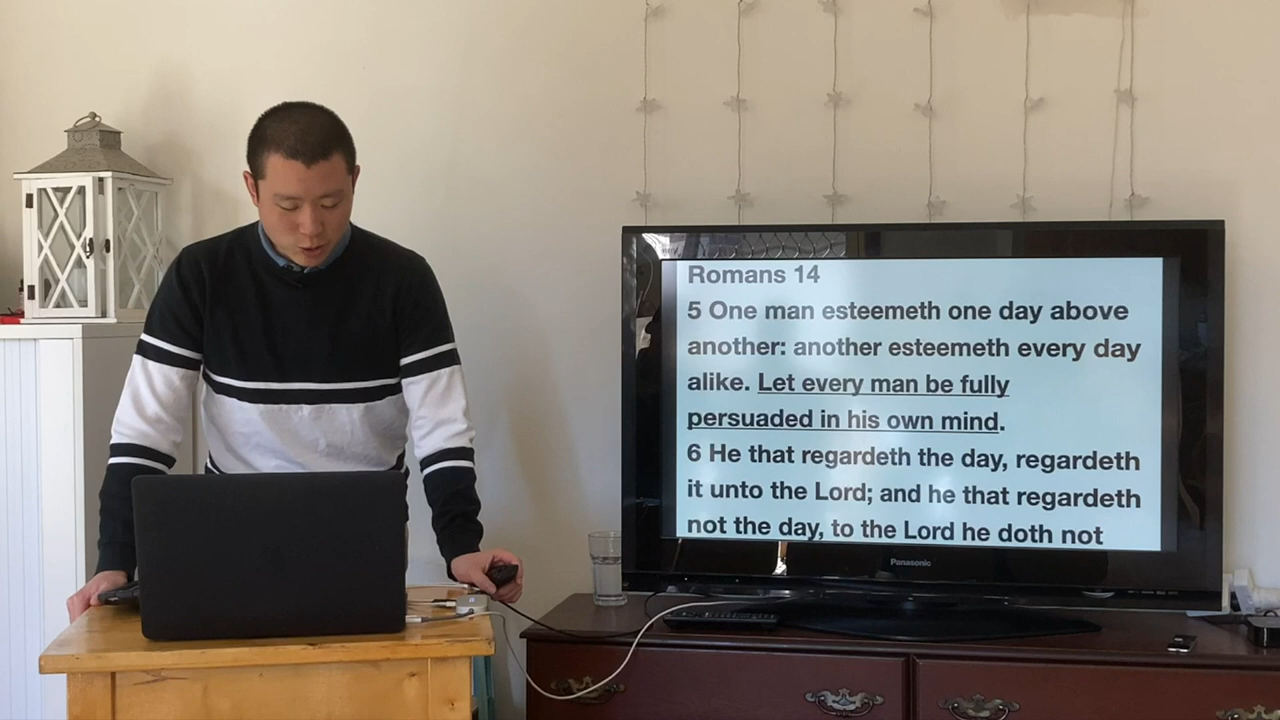 Romans 14
5 One man esteemeth one day above
another: another esteemeth every day
alike. Let every man be fully
persuaded in his own mind.
6 He that regardeth the day, regardeth
it unto the Lord; and he that regardeth
not the day, to the Lord he doth not
Panasonic